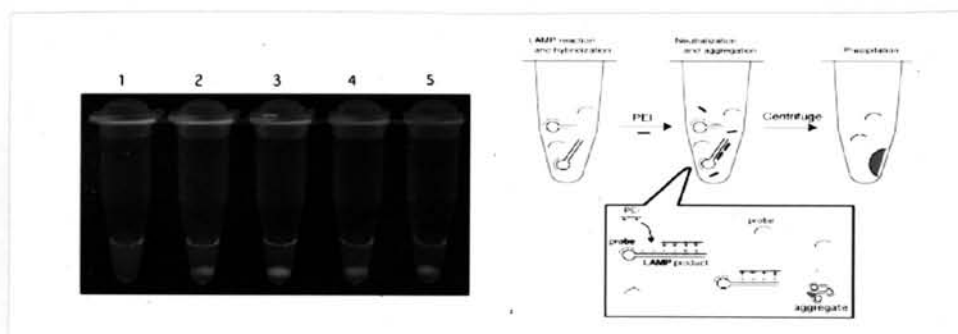 1 2 3 4 5
LAMP reaction
and hybridization
Neutralization
and aggregation
Precipitation
PEI
Centrifuge
PEI
probe
probe
LAMP product
aggregate